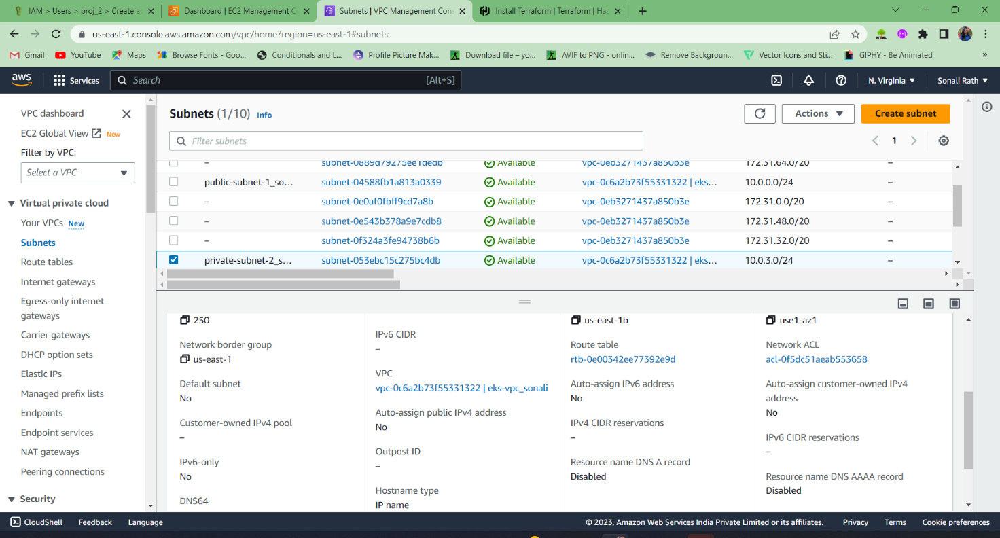 IAM > Users > proj_2 > Create ac
Dashboard | EC2 Management Co
Subnets | VPC Management Cons
Install Terraform | Terraform | Has
us-east-1.console.aws.amazon.com/vpc/home?region=us-east-1#subnets:
Gmail YouTube Maps Browse Fonts - Goo... Conditionals and L... Profile Picture Mak... Download file – yo... AVIF to PNG - onlin... Remove Backgroun... Vector Icons and Sti... GIPHY - Be Animated »
aws Services Search [Alt+S] N. Virginia Sonali Rath
VPC dashboard
EC2 Global View New
Filter by VPC:
Select a VPC
Virtual private cloud
Your VPCs New
Subnets
Route tables
Internet gateways
Egress-only internet
gateways
Carrier gateways
DHCP option sets
Elastic IPs
Managed prefix lists
Endpoints
Endpoint services
NAT gateways
Peering connections
Security
Subnets (1/10) Info
Actions
Create subnet
Filter subnets
1
– subnet-0889d79275ee1dedb Available vpc-0eb3271437a850b3e 172.31.64.0/20 –
public-subnet-1_so... subnet-04588fb1a813a0339 Available vpc-0c6a2b73f55331322 | eks... 10.0.0.0/24 –
– subnet-0e0af0fbff9cd7a8b Available vpc-0eb3271437a850b3e 172.31.0.0/20 –
– subnet-0e543b378a9e7cdb8 Available vpc-0eb3271437a850b3e 172.31.48.0/20 –
– subnet-0f324a3fe94738b6b Available vpc-0eb3271437a850b3e 172.31.32.0/20 –
private-subnet-2_s... subnet-053ebc15c275bc4db Available vpc-0c6a2b73f55331322 | eks... 10.0.3.0/24 –
250
Network border group
us-east-1
Default subnet
No
Customer-owned IPv4 pool
–
IPv6-only
No
DNS64
IPv6 CIDR
–
VPC
vpc-0c6a2b73f55331322 | eks-vpc_sonali
Auto-assign public IPv4 address
No
Outpost ID
–
Hostname type
IP name
us-east-1b
Route table
rtb-0e00342ee77392e9d
Auto-assign IPv6 address
No
IPv4 CIDR reservations
–
Resource name DNS A record
Disabled
use1-az1
Network ACL
acl-0f5dc51aeab553658
Auto-assign customer-owned IPv4
address
No
IPv6 CIDR reservations
–
Resource name DNS AAAA record
Disabled
CloudShell Feedback Language © 2023, Amazon Web Services India Private Limited or its affiliates. Privacy Terms Cookie preferences